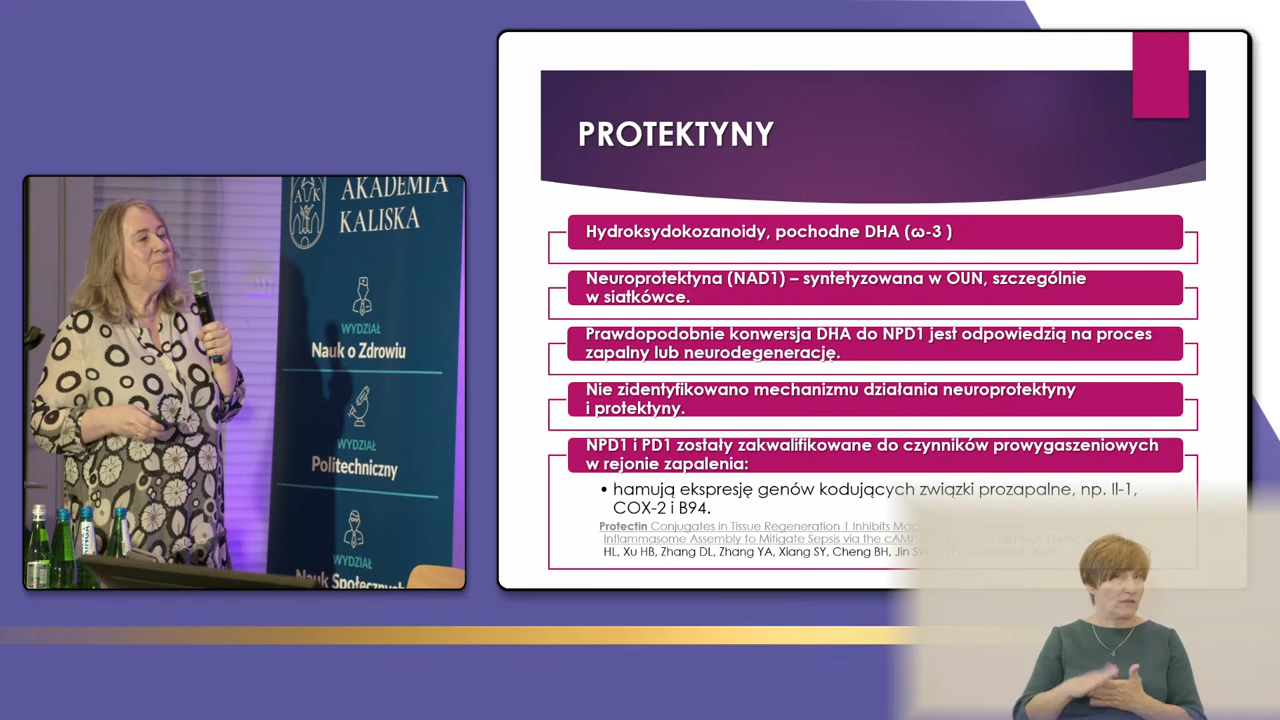 AKADEMIA
KALISKA
WYDZIAŁ
Nauk o Zdrowiu
WYDZIAŁ
Politechniczny
WYDZIAŁ
Nauk Społecznych
PROTEKTYNY
Hydroksydokozanoidy, pochodne DHA (ω-3 )
Neuroprotektyna (NAD1) – syntetyzowana w OUN, szczególnie
w siatkówce.
Prawdopodobnie konwersja DHA do NPD1 jest odpowiedzią na proces
zapalny lub neurodegenerację.
Nie zidentyfikowano mechanizmu działania neuroprotektyny
i protektyny.
NPD1 i PD1 zostały zakwalifikowane do czynników prowygaszeniowych
w rejonie zapalenia:
• hamują ekspresję genów kodujących związki prozapalne, np. Il-1,
COX-2 i B94.
Protectin Conjugates in Tissue Regeneration 1 Inhibits
Inflammasome Assembly to Mitigate Sepsis via the cAMP
HL, Xu HB, Zhang DL, Zhang YA, Xiang SY, Cheng BH, Jin